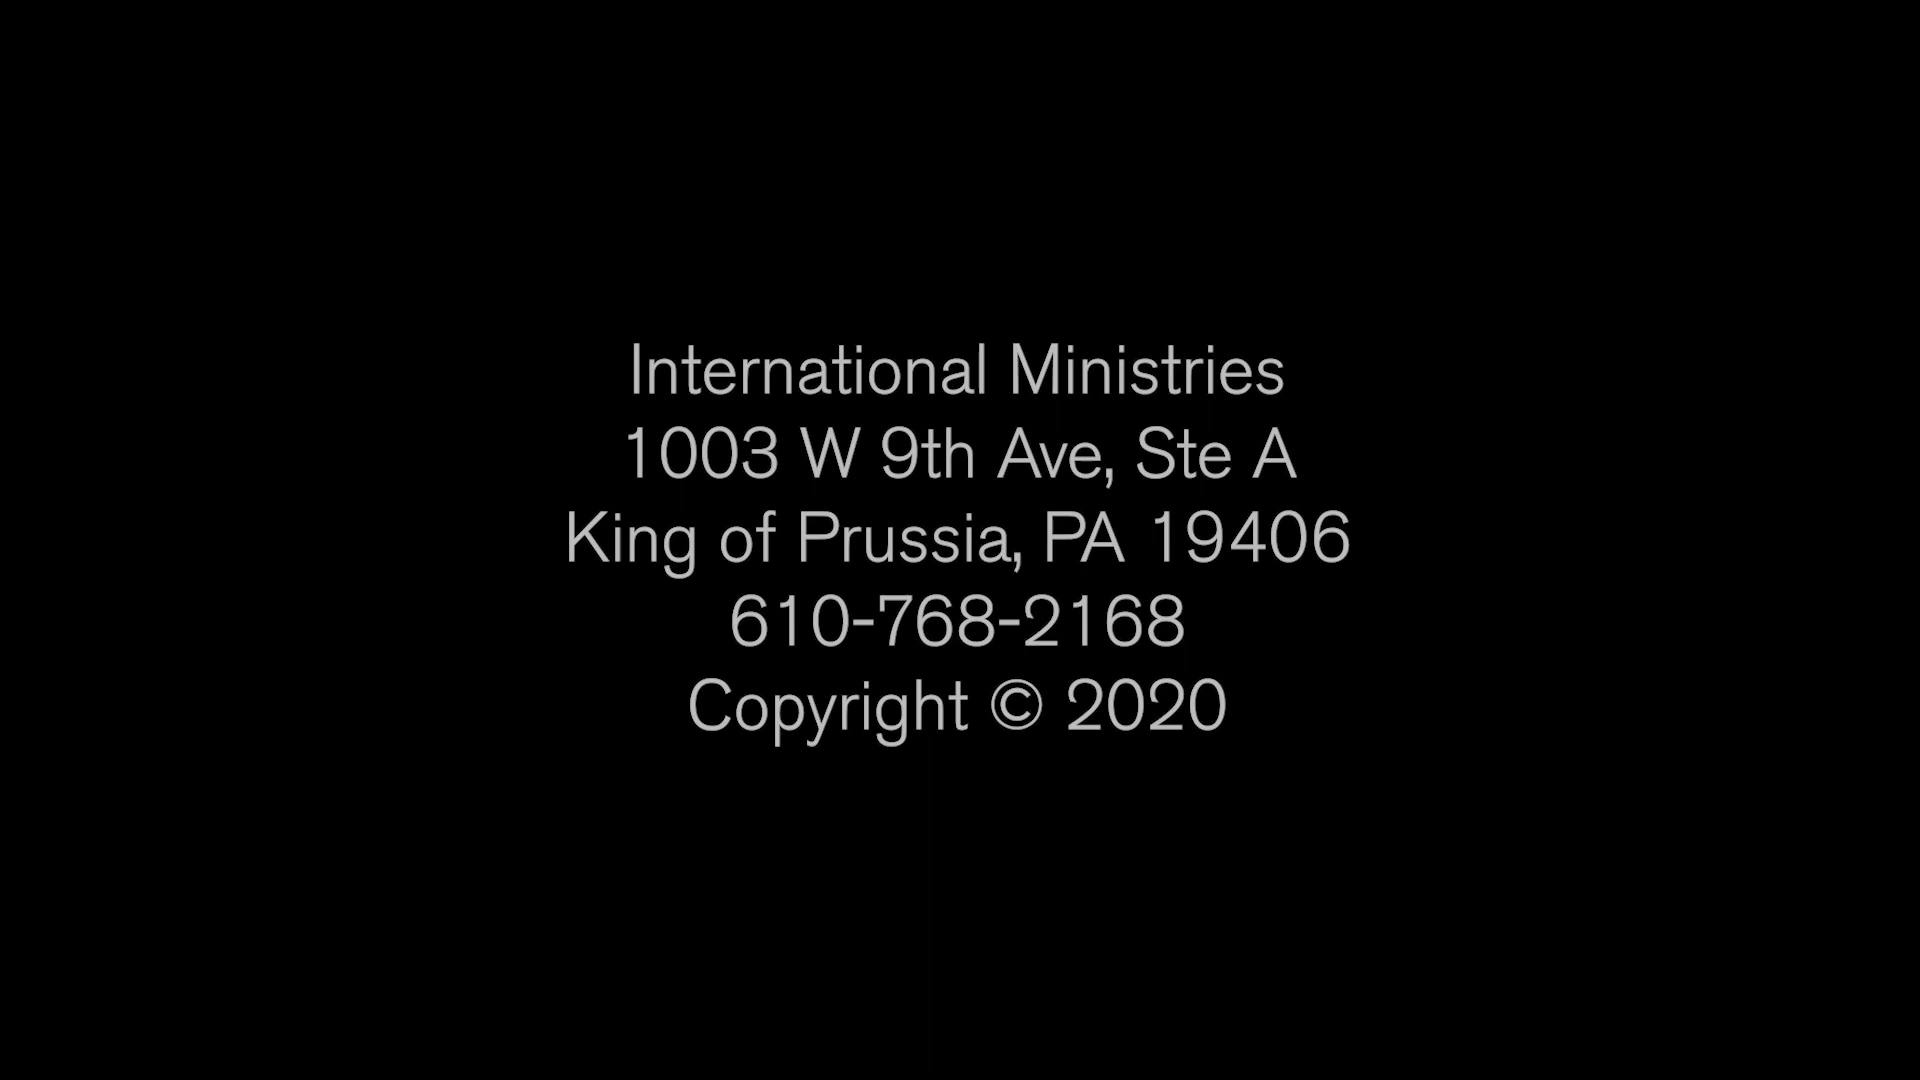 International Ministries
1003 W 9th Ave, Ste A
King of Prussia, PA 19406
610-768-2168
Copyright © 2020